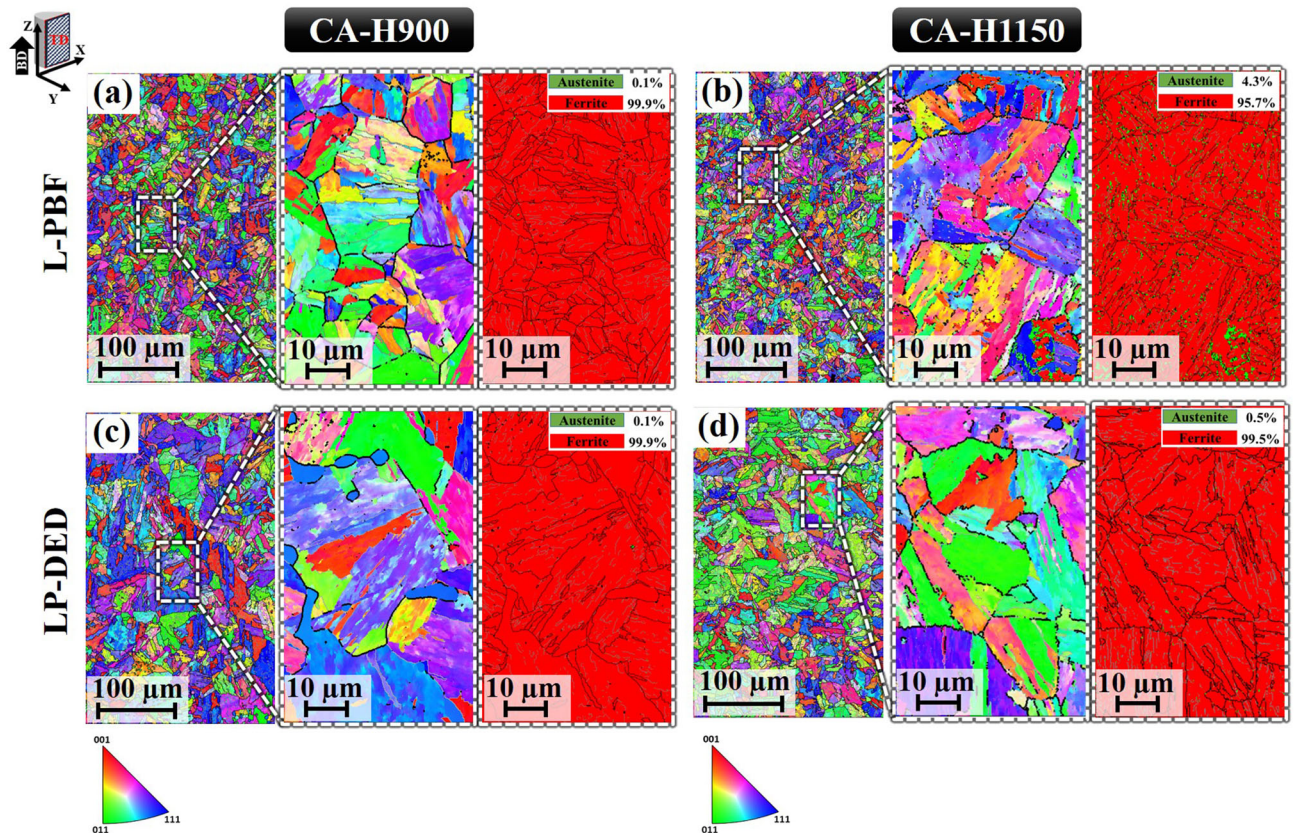 CA-H900
CA-H1150
Z
TD
X
BD
Y
L-PBF
(a)
100 µm
10 µm
Austenite 0.1%
Ferrite 99.9%
10 µm
(b)
100 µm
10 µm
Austenite 4.3%
Ferrite 95.7%
10 µm
LP-DED
(c)
100 µm
10 µm
Austenite 0.1%
Ferrite 99.9%
10 µm
(d)
100 µm
10 µm
Austenite 0.5%
Ferrite 99.5%
10 µm
001
011
111
001
011
111